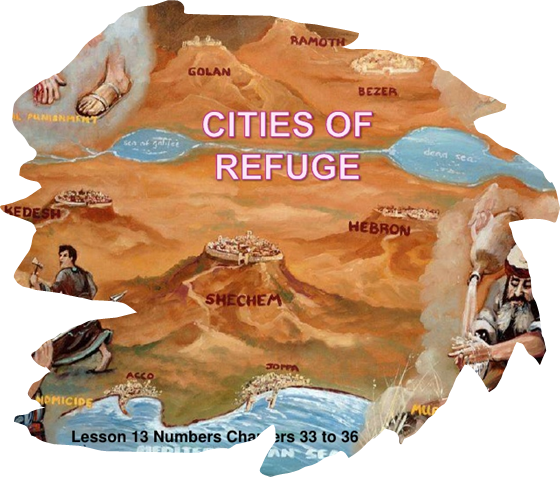 RAMOTH
GOLAN
BEZER
PUNISHMENT
CITIES OF
REFUGE
sea of galilee
dead sea
KEDESH
HEBRON
SHECHEM
JOPPA
ACCO
Lesson 13 Numbers 33 to 36